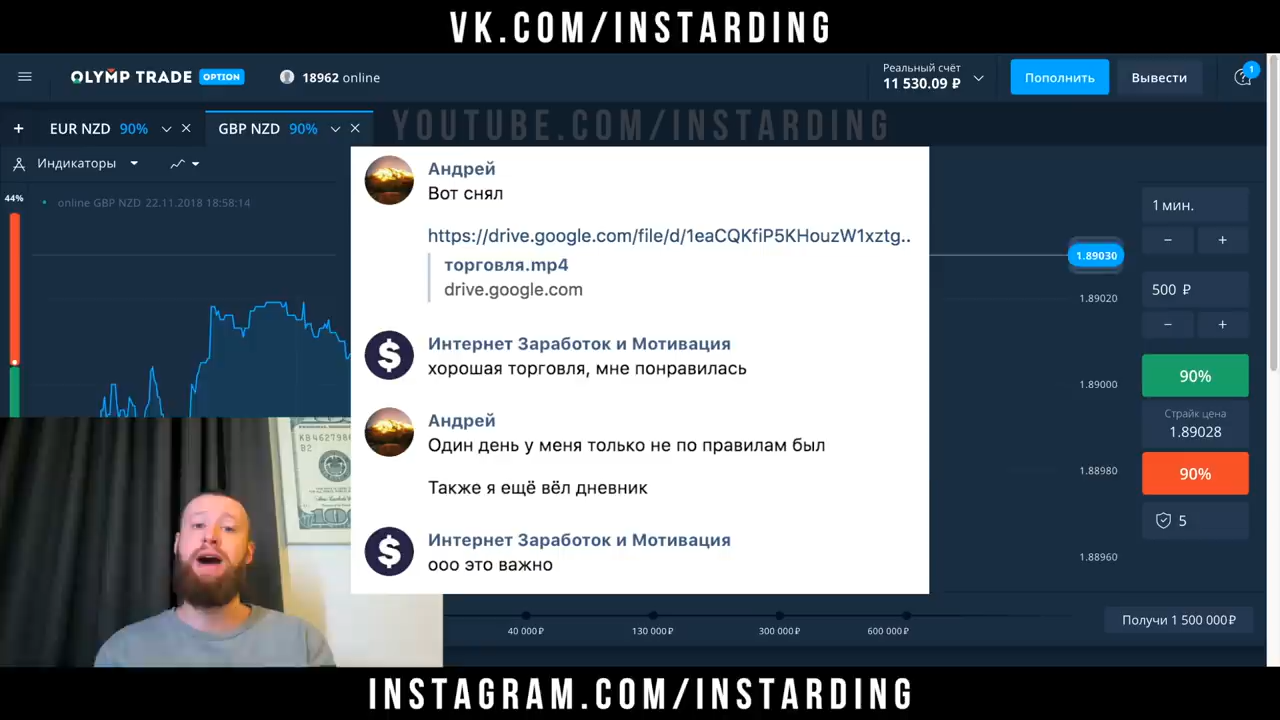 VK.COM/INSTARDING
OLYMP TRADE OPTION
18962 online
Реальный счёт
11 530.09 ₽
Пополнить
Вывести
1
+
EUR NZD 90%
GBP NZD 90%
YOUTUBE.COM/INSTARDING
Индикаторы
44%
online GBP NZD 22.11.2018 18:58:14
Андрей
Вот снял
https://drive.google.com/file/d/1eaCQKfiP5KHouzW1xztg..
торговля.mp4
drive.google.com
Интернет Заработок и Мотивация
хорошая торговля, мне понравилась
Андрей
Один день у меня только не по правилам был
Также я ещё вёл дневник
Интернет Заработок и Мотивация
ооо это важно
1.89030
1.89020
1.89000
1.88980
1.88960
1 мин.
− +
500 ₽
− +
90%
Страйк цена
1.89028
90%
5
40 000 ₽ 130 000 ₽ 300 000 ₽ 600 000 ₽
Получи 1 500 000₽
INSTAGRAM.COM/INSTARDING